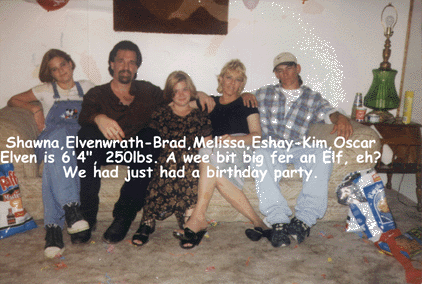 Shawna,Elvenwrath-Brad,Melissa,Eshay-Kim,Oscar
Elven is 6'4", 250lbs. A wee bit big fer an Elf, eh?
We had just had a birthday party.